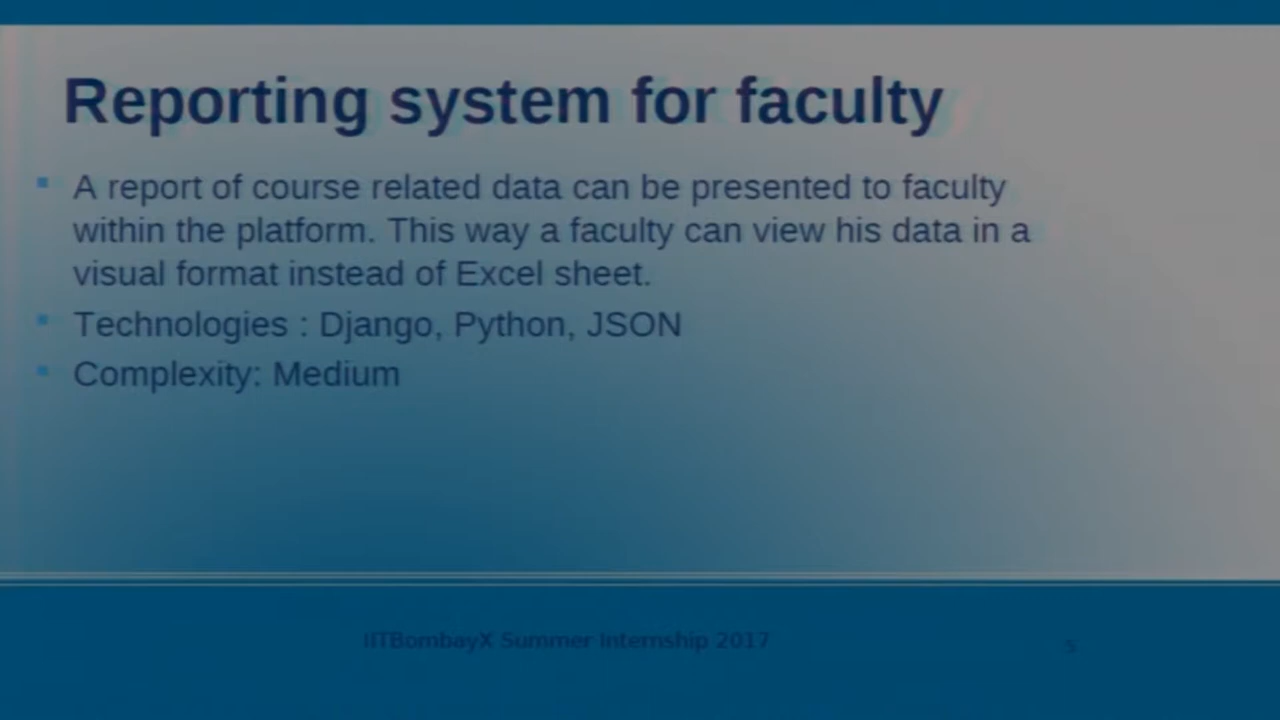 Reporting system for faculty
A report of course related data can be presented to faculty
within the platform. This way a faculty can view his data in a
visual format instead of Excel sheet.
Technologies : Django, Python, JSON
Complexity: Medium
IITBombayX Summer Internship 2017
5